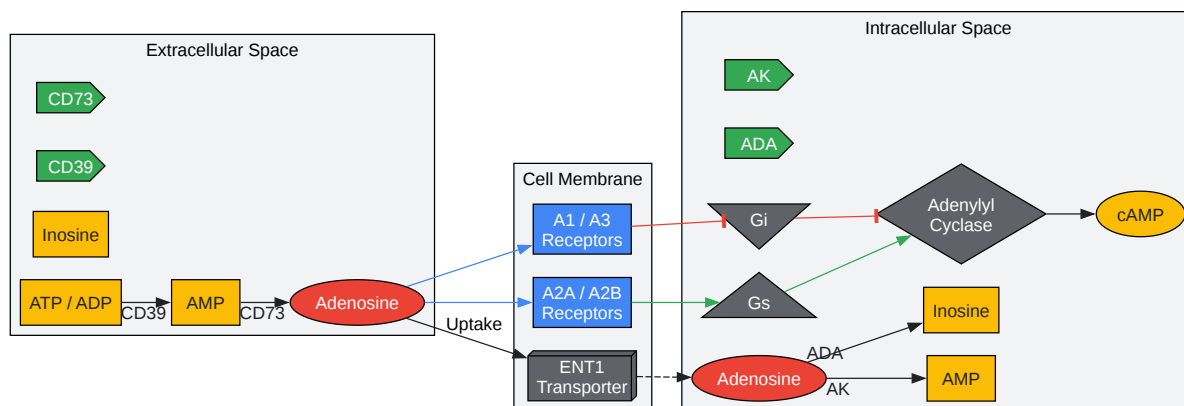 Extracellular Space
CD73
CD39
Inosine
ATP / ADP
CD39
AMP
CD73
Adenosine
Uptake
Cell Membrane
A1 / A3
Receptors
A2A / A2B
Receptors
ENT1
Transporter
Intracellular Space
AK
ADA
Gi
Gs
Adenylyl
Cyclase
cAMP
Adenosine
ADA
AK
Inosine
AMP